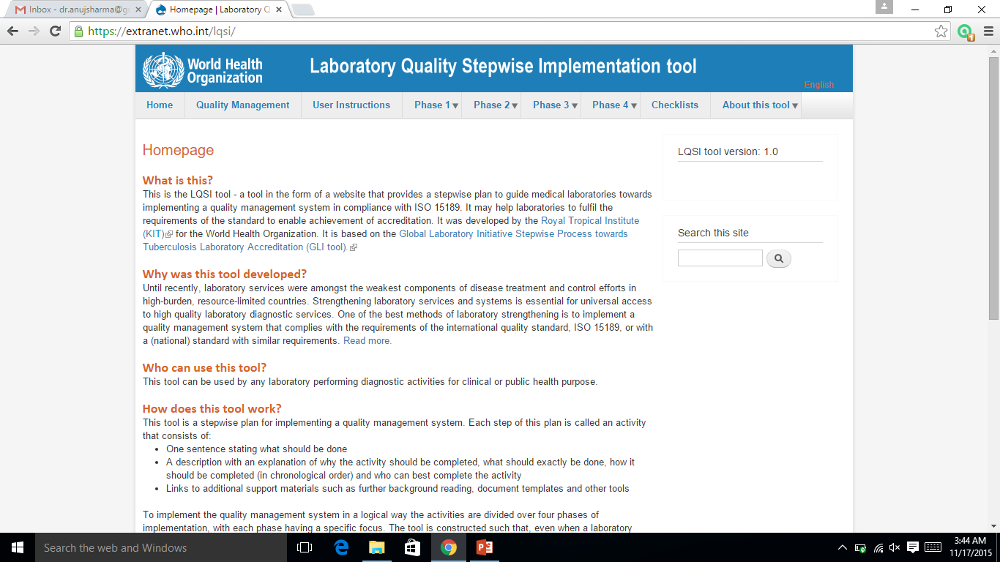 Inbox - dr.anujsharma@g
Homepage | Laboratory Q
https://extranet.who.int/lqsi/
1
World Health
Organization
Laboratory Quality Stepwise Implementation tool
English
Home Quality Management User Instructions Phase 1 Phase 2 Phase 3 Phase 4 Checklists About this tool
Homepage
What is this?
This is the LQSI tool - a tool in the form of a website that provides a stepwise plan to guide medical laboratories towards
implementing a quality management system in compliance with ISO 15189. It may help laboratories to fulfil the
requirements of the standard to enable achievement of accreditation. It was developed by the Royal Tropical Institute
(KIT) for the World Health Organization. It is based on the Global Laboratory Initiative Stepwise Process towards
Tuberculosis Laboratory Accreditation (GLI tool).
Why was this tool developed?
Until recently, laboratory services were amongst the weakest components of disease treatment and control efforts in
high-burden, resource-limited countries. Strengthening laboratory services and systems is essential for universal access
to high quality laboratory diagnostic services. One of the best methods of laboratory strengthening is to implement a
quality management system that complies with the requirements of the international quality standard, ISO 15189, or with
a (national) standard with similar requirements. Read more.
Who can use this tool?
This tool can be used by any laboratory performing diagnostic activities for clinical or public health purpose.
How does this tool work?
This tool is a stepwise plan for implementing a quality management system. Each step of this plan is called an activity
that consists of:
• One sentence stating what should be done
• A description with an explanation of why the activity should be completed, what should exactly be done, how it
should be completed (in chronological order) and who can best complete the activity
• Links to additional support materials such as further background reading, document templates and other tools
To implement the quality management system in a logical way the activities are divided over four phases of
implementation, with each phase having a specific focus. The tool is constructed such that, even when a laboratory
LQSI tool version: 1.0
Search this site
Search the web and Windows
3:44 AM
11/17/2015